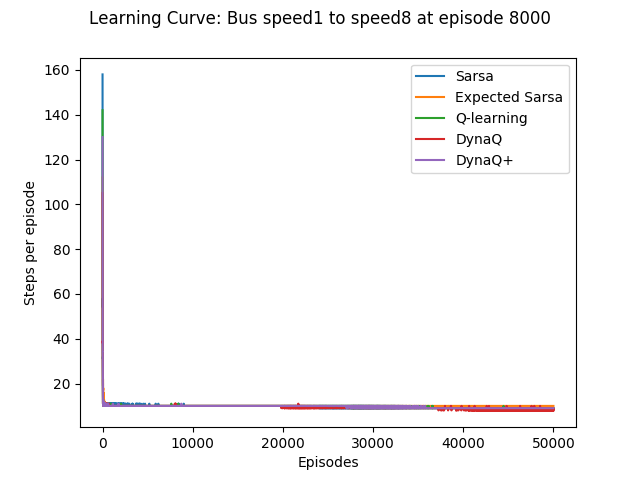 Learning Curve: Bus speed1 to speed8 at episode 8000
160
140
120
100
80
60
40
20
Steps per episode
Sarsa
Expected Sarsa
Q-learning
DynaQ
DynaQ+
0 10000 20000 30000 40000 50000
Episodes